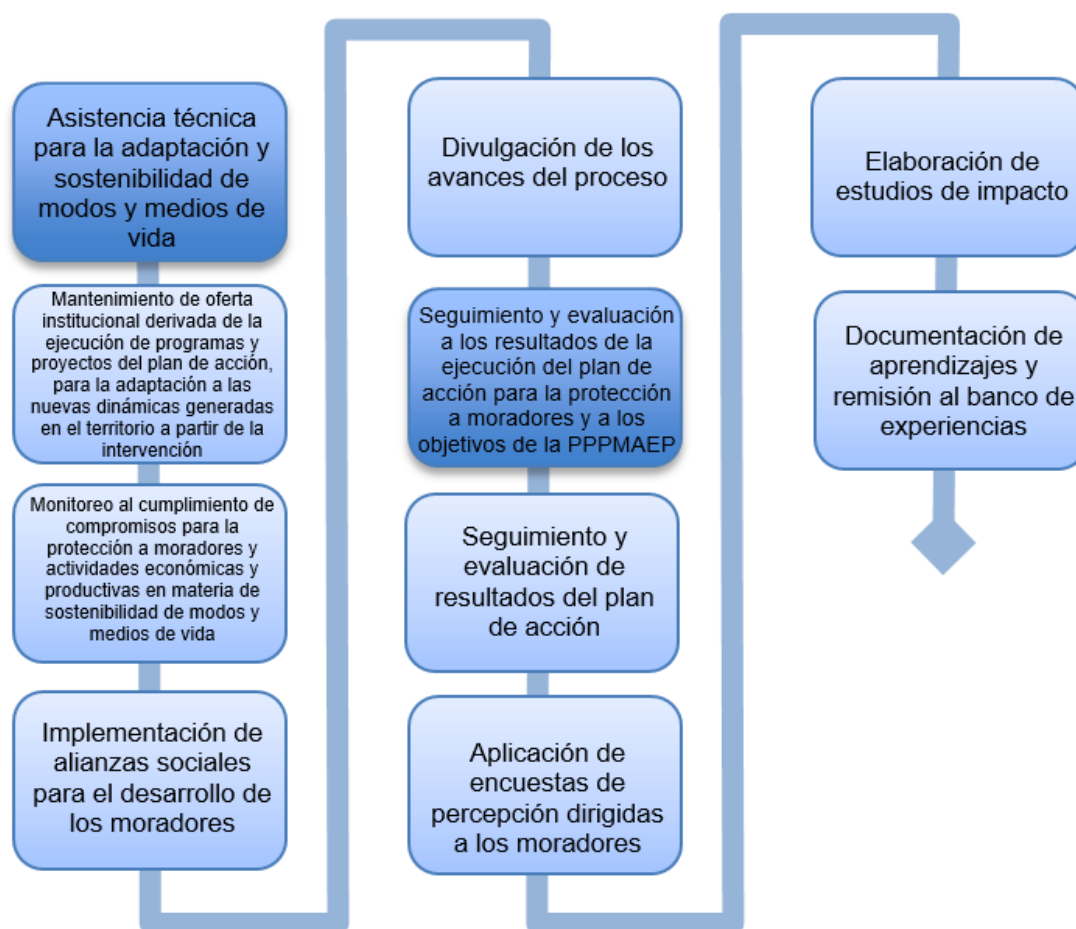 Asistencia técnica
para la adaptación y
sostenibilidad de
modos y medios de
vida
Mantenimiento de oferta
institucional derivada de la
ejecución de programas y
proyectos del plan de acción,
para la adaptación a las
nuevas dinámicas generadas
en el territorio a partir de la
intervención
Monitoreo al cumplimiento de
compromisos para la
protección a moradores y
actividades económicas y
productivas en materia de
sostenibilidad de modos y
medios de vida
Implementación de
alianzas sociales
para el desarrollo de
los moradores
Divulgación de los
avances del proceso
Seguimiento y evaluación
a los resultados de la
ejecución del plan de
acción para la protección
a moradores y a los
objetivos de la PPPMAEP
Seguimiento y
evaluación de
resultados del plan
de acción
Aplicación de
encuestas de
percepción dirigidas
a los moradores
Elaboración de
estudios de impacto
Documentación de
aprendizajes y
remisión al banco de
experiencias